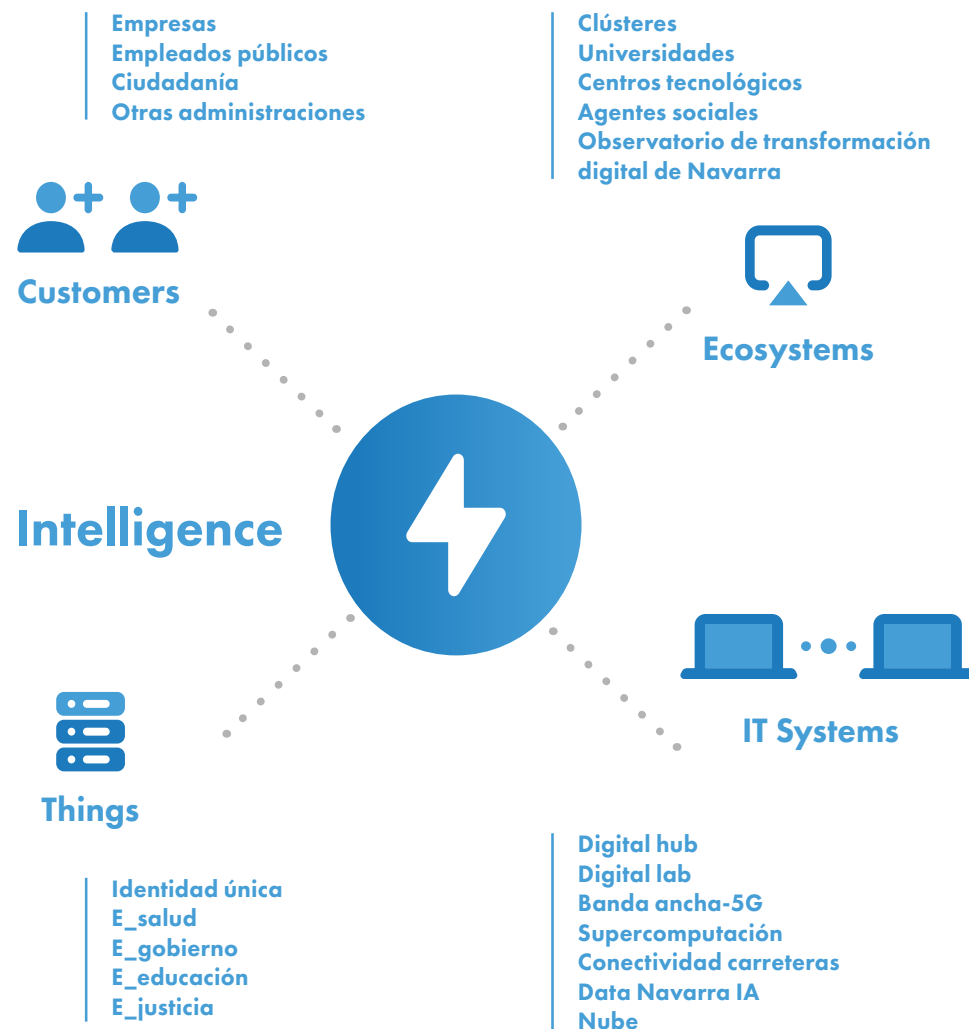 Empresas
Empleados públicos
Ciudadanía
Otras administraciones
Clústeres
Universidades
Centros tecnológicos
Agentes sociales
Observatorio de transformación
digital de Navarra
Customers
Ecosystems
Intelligence
IT Systems
Things
Identidad única
E_salud
E_gobierno
E_educación
E_justicia
Digital hub
Digital lab
Banda ancha-5G
Supercomputación
Conectividad carreteras
Data Navarra IA
Nube